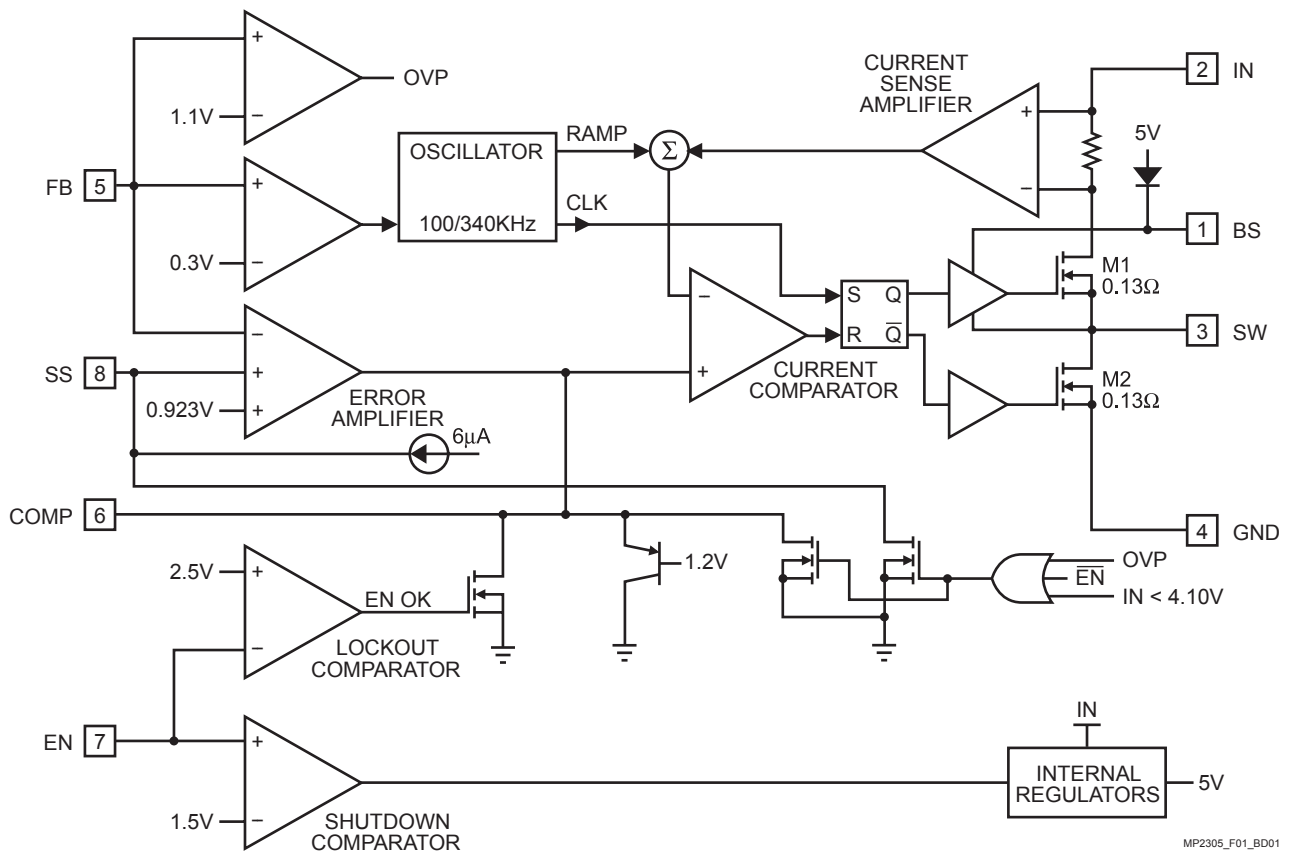 +
−
OVP
1.1V
CURRENT
SENSE
AMPLIFIER
+
−
2 IN
5V
FB 5
+
−
0.3V
OSCILLATOR
100/340KHz
RAMP
CLK
Σ
1 BS
M1
0.13Ω
S Q
R Q̅
−
+
CURRENT
COMPARATOR
3 SW
M2
0.13Ω
SS 8
−
+
+
0.923V
ERROR
AMPLIFIER
6μA
COMP 6
4 GND
2.5V
+
−
EN OK
LOCKOUT
COMPARATOR
1.2V
OVP
E̅N̅
IN < 4.10V
EN 7
+
−
1.5V
SHUTDOWN
COMPARATOR
IN
INTERNAL
REGULATORS
5V
MP2305_F01_BD01